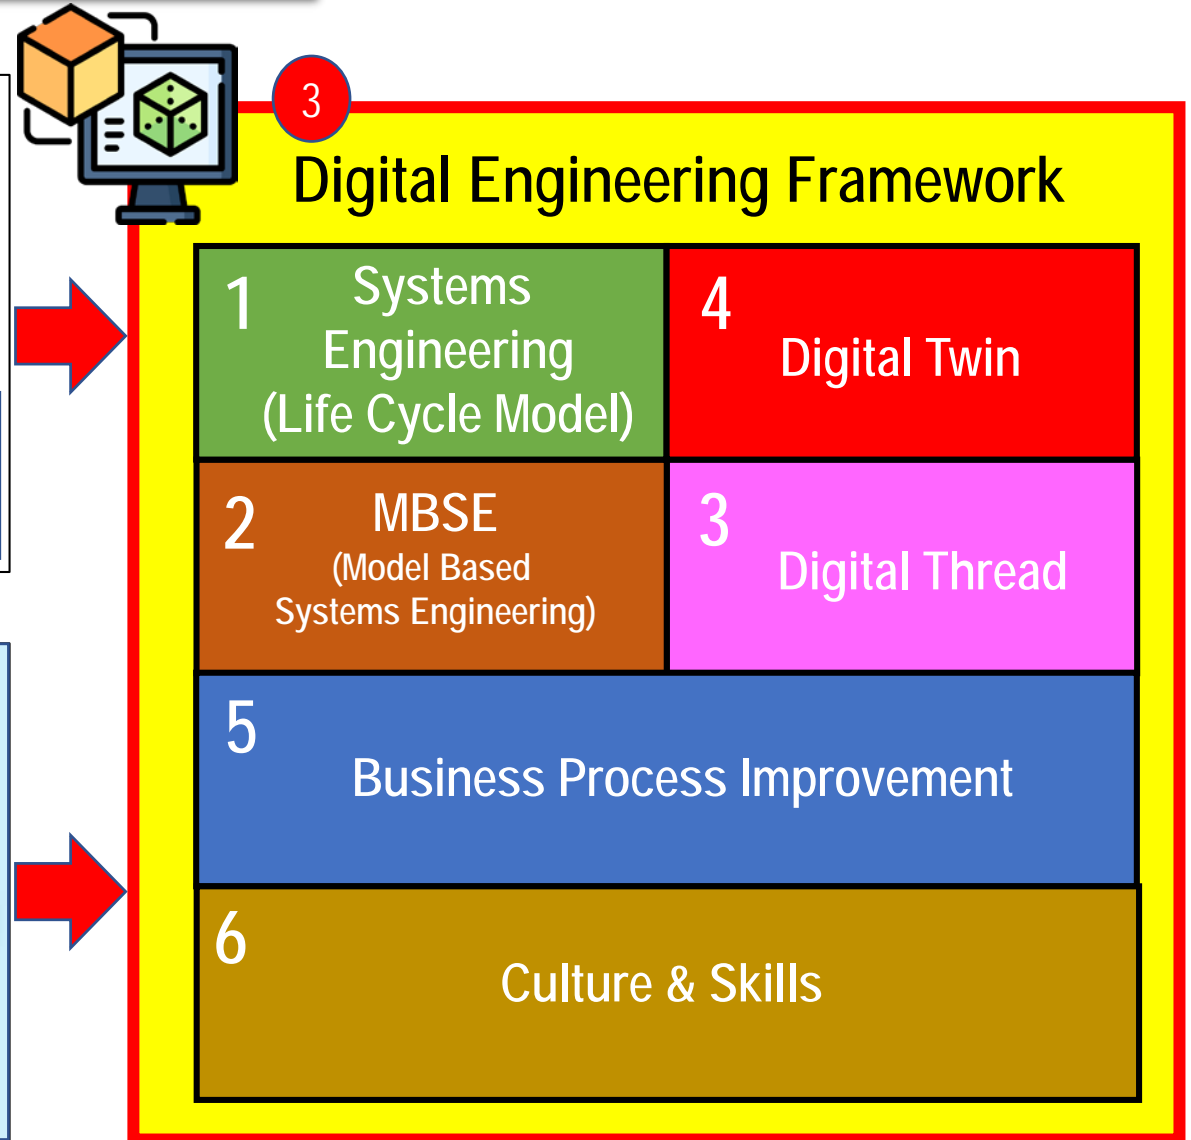 3
Digital Engineering Framework
1
Systems
Engineering
(Life Cycle Model)
4
Digital Twin
2
MBSE
(Model Based
Systems Engineering)
3
Digital Thread
5
Business Process Improvement
6
Culture & Skills